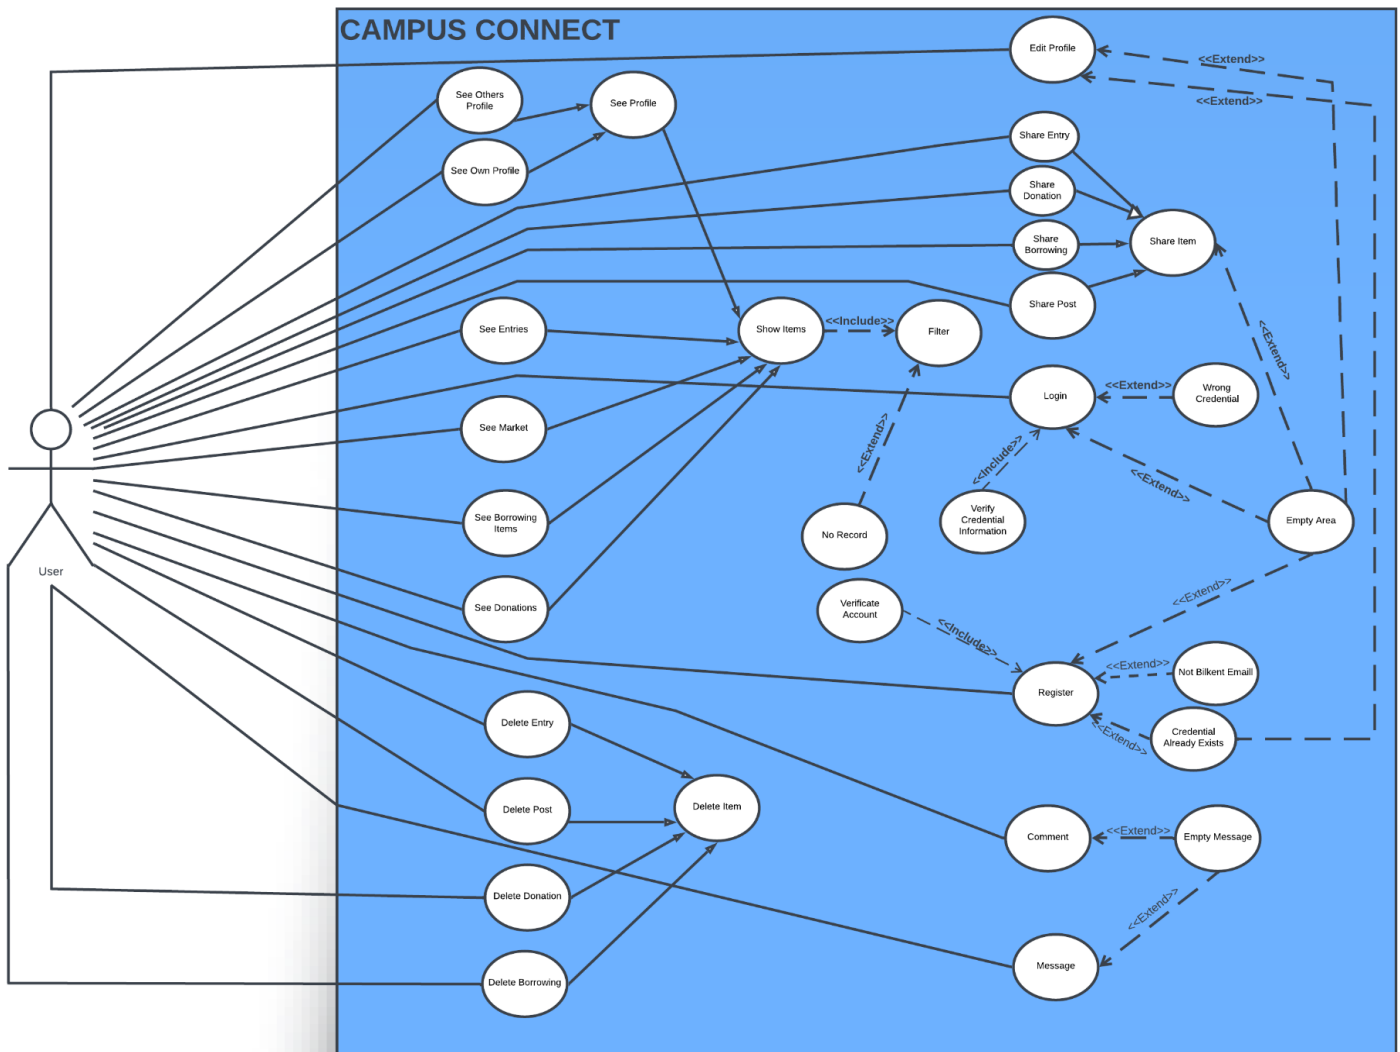 CAMPUS CONNECT
Edit Profile
<<Extend>>
<<Extend>>
See Others
Profile
See Profile
See Own Profile
Share Entry
Share
Donation
Share
Borrowing
Share Item
Share Post
See Entries
Show Items
<<Include>>
Filter
<<Extend>>
Login
<<Extend>>
Wrong
Credential
See Market
<<Extend>>
<<Include>>
<<Extend>>
See Borrowing
Items
No Record
Verify
Credential
Information
Empty Area
User
See Donations
Verificate
Account
<<Include>>
<<Extend>>
Register
<<Extend>>
Not Bilkent Emaill
<<Extend>>
Credential
Already Exists
Delete Entry
Delete Post
Delete Item
Comment
<<Extend>>
Empty Message
Delete Donation
<<Extend>>
Message
Delete Borrowing